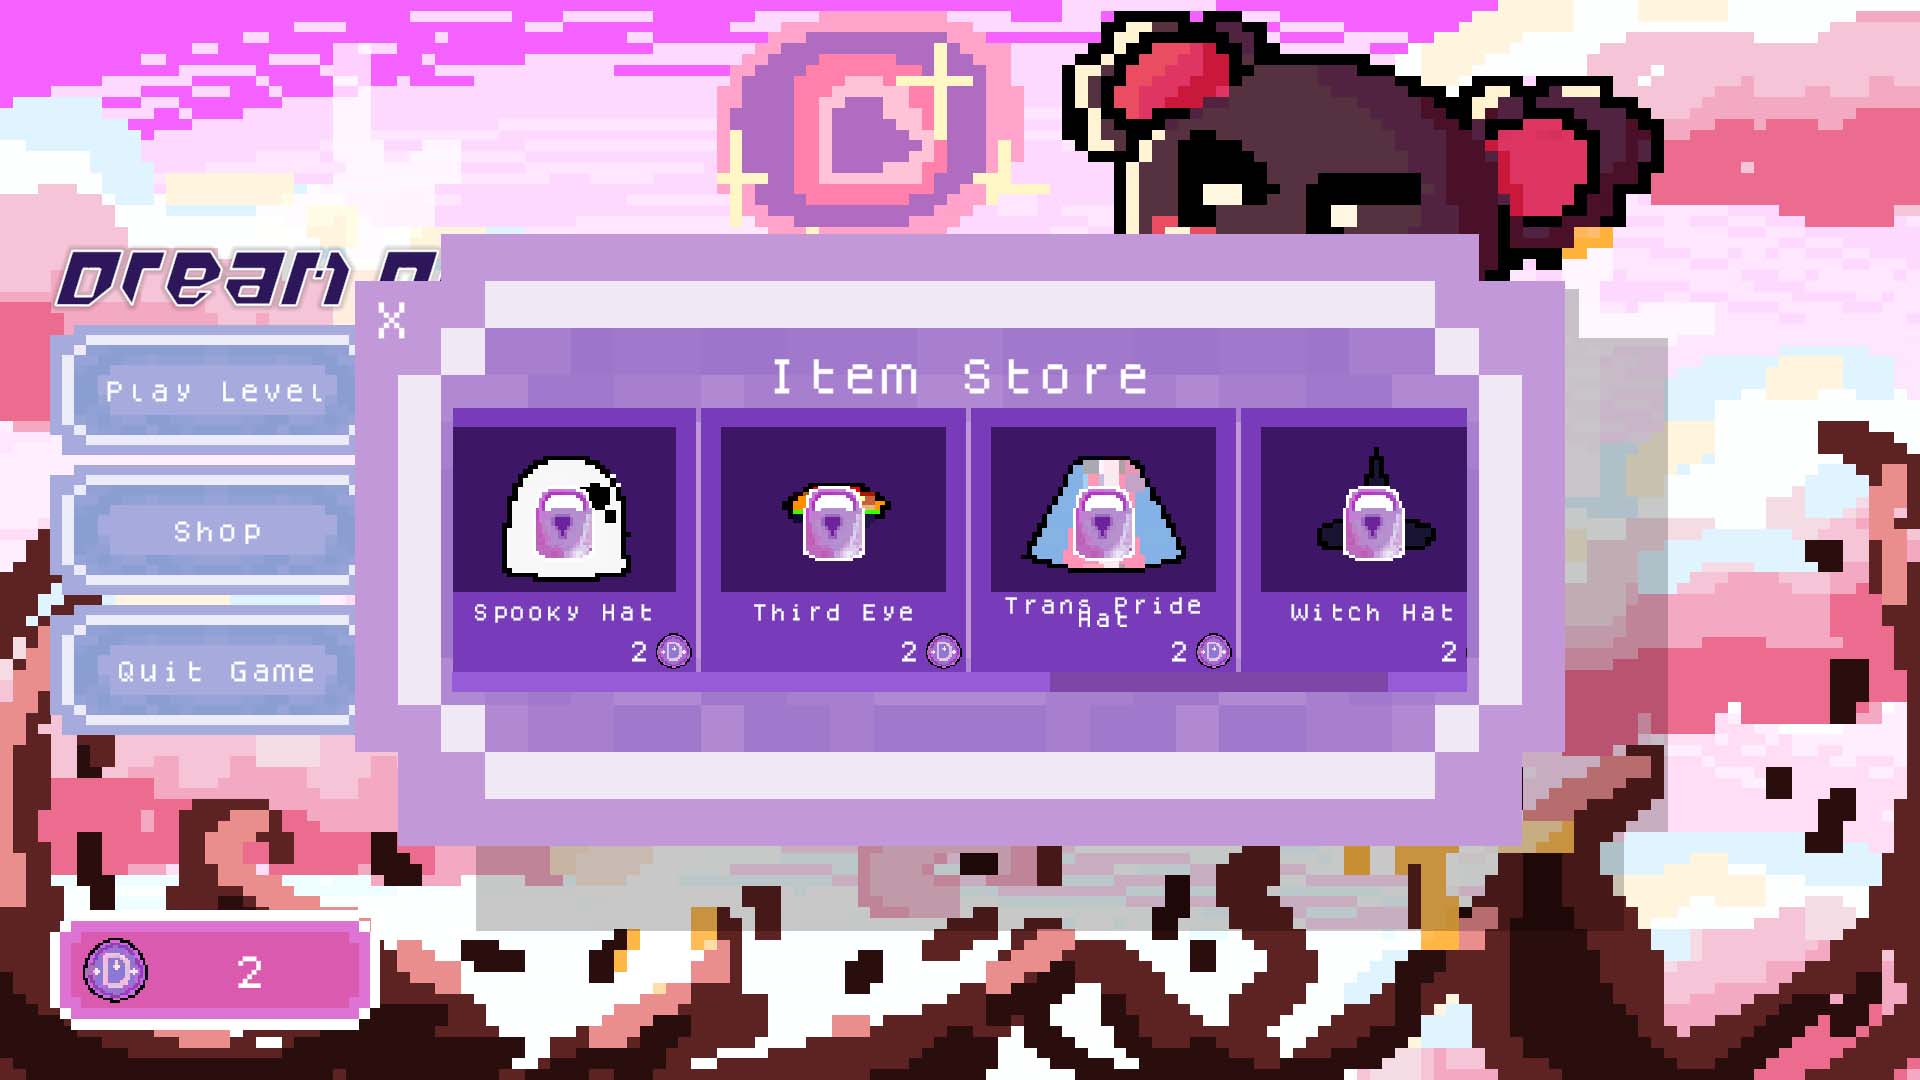 Dream
X
Item Store
Play Level
Shop
Quit Game
Spooky Hat
2 D
Third Eye
2 D
Trans Pride
Hat
2 D
Witch Hat
2
D 2